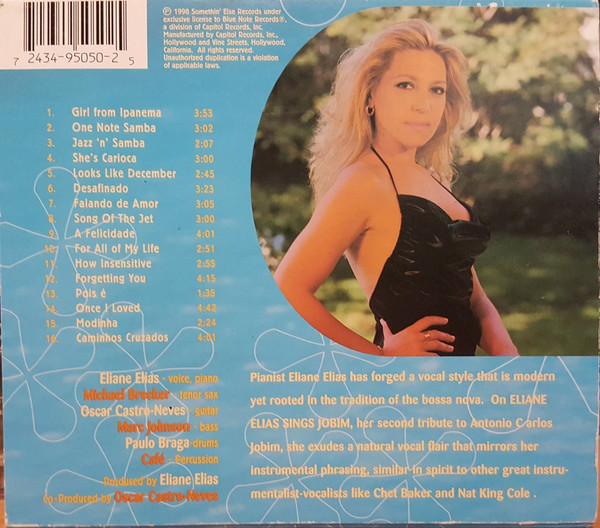 ℗ © 1998 Somethin' Else Records under
exclusive license to Blue Note Records®,
a division of Capitol Records, Inc.
Manufactured by Capitol Records, Inc.,
Hollywood and Vine Streets, Hollywood,
California. All rights reserved.
Unauthorized duplication is a violation
of applicable laws.
7 2434-95050-2 5
1. Girl from Ipanema 3:53
2. One Note Samba 3:02
3. Jazz 'n' Samba 2:07
4. She's Carioca 3:00
5. Looks Like December 2:45
6. Desafinado 3:23
7. Falando de Amor 3:05
8. Song Of The Jet 3:00
9. A Felicidade 4:01
10. For All of My Life 2:51
11. How Insensitive 2:55
12. Forgetting You 4:15
13. Pois é 1:35
14. Once I Loved 4:42
15. Modinha 2:24
16. Caminhos Cruzados 4:01
Eliane Elias - voice, piano
Michael Brecker - tenor sax
Oscar Castro-Neves - guitar
Marc Johnson - bass
Paulo Braga-drums
Café - Percussion
Produced by Eliane Elias
co-Produced by Oscar Castro-Neves
Pianist Eliane Elias has forged a vocal style that is modern
yet rooted in the tradition of the bossa nova. On ELIANE
ELIAS SINGS JOBIM, her second tribute to Antonio Carlos
Jobim, she exudes a natural vocal flair that mirrors her
instrumental phrasing, similar in spirit to other great instru-
mentalist-vocalists like Chet Baker and Nat King Cole .